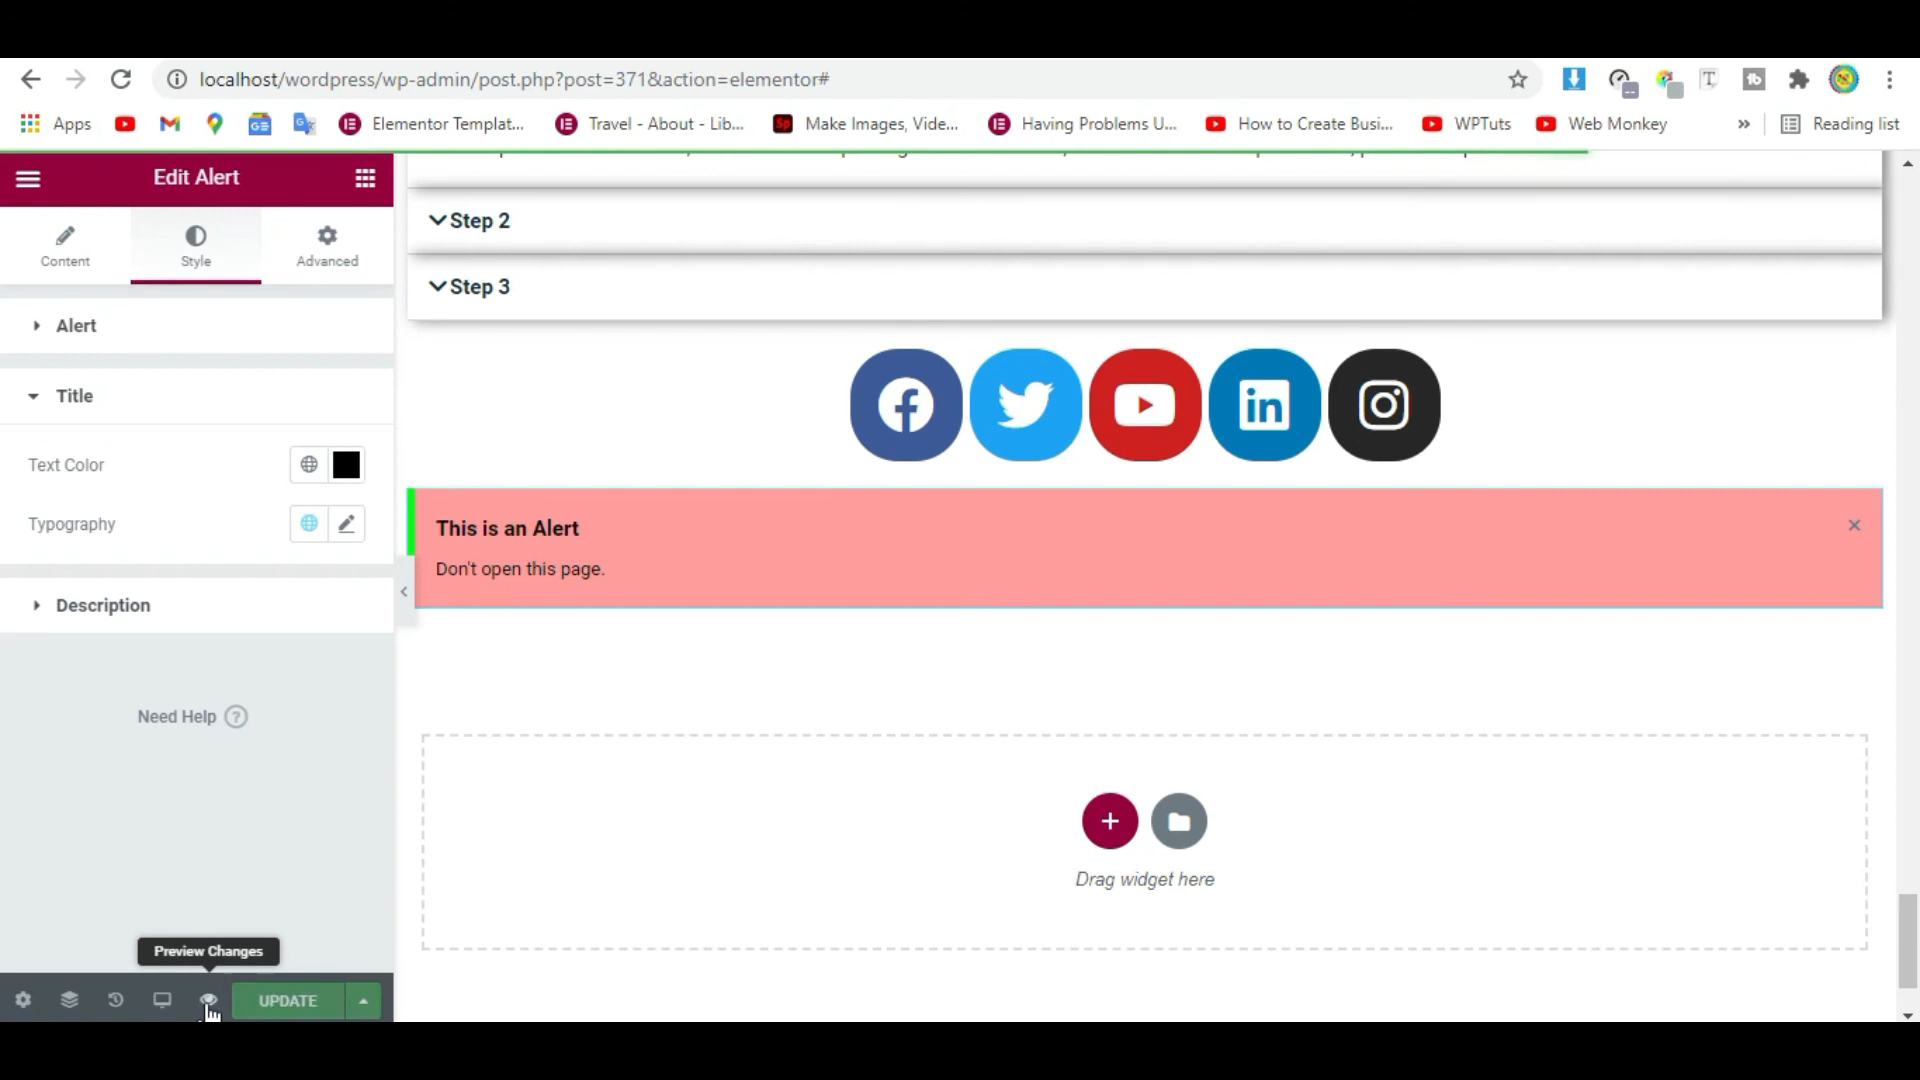 localhost/wordpress/wp-admin/post.php?post=371&action=elementor#
Apps
Elementor Templat...
Travel - About - Lib...
Make Images, Vide...
Having Problems U...
How to Create Busi...
WPTuts
Web Monkey
»
Reading list
Edit Alert
Content
Style
Advanced
Alert
Title
Text Color
Typography
Description
Need Help ?
Preview Changes
UPDATE
Step 2
Step 3
This is an Alert
×
Don't open this page.
+
Drag widget here